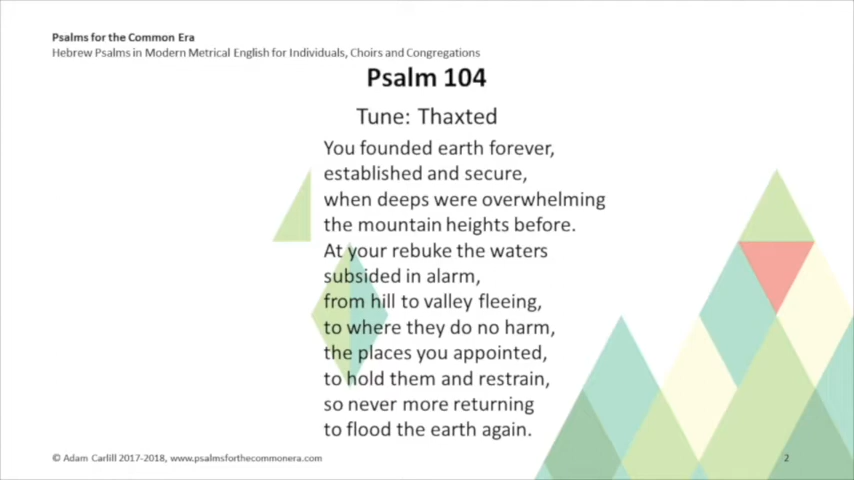 Psalms for the Common Era
Hebrew Psalms in Modern Metrical English for Individuals, Choirs and Congregations
Psalm 104
Tune: Thaxted
You founded earth forever,
established and secure,
when deeps were overwhelming
the mountain heights before.
At your rebuke the waters
subsided in alarm,
from hill to valley fleeing,
to where they do no harm,
the places you appointed,
to hold them and restrain,
so never more returning
to flood the earth again.
© Adam Carlill 2017-2018, www.psalmsforthecommonera.com
2